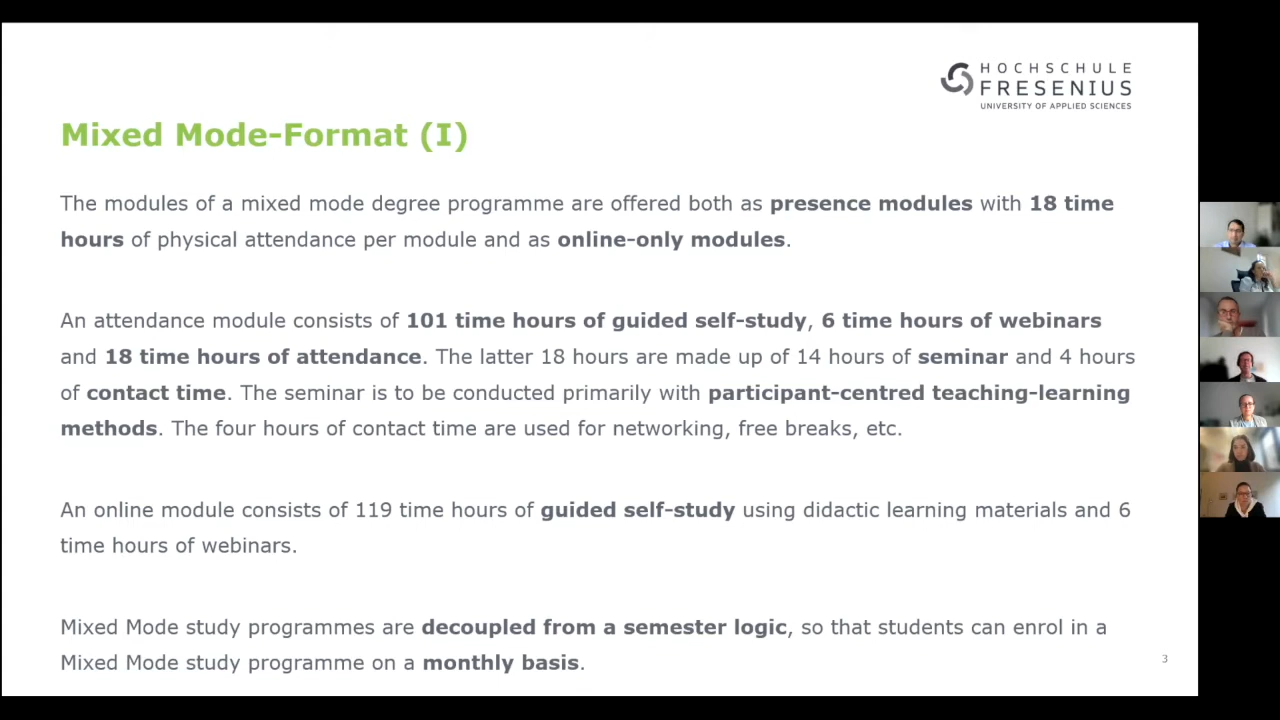 HOCHSCHULE
FRESENIUS
UNIVERSITY OF APPLIED SCIENCES
Mixed Mode-Format (I)
The modules of a mixed mode degree programme are offered both as presence modules with 18 time
hours of physical attendance per module and as online-only modules.
An attendance module consists of 101 time hours of guided self-study, 6 time hours of webinars
and 18 time hours of attendance. The latter 18 hours are made up of 14 hours of seminar and 4 hours
of contact time. The seminar is to be conducted primarily with participant-centred teaching-learning
methods. The four hours of contact time are used for networking, free breaks, etc.
An online module consists of 119 time hours of guided self-study using didactic learning materials and 6
time hours of webinars.
Mixed Mode study programmes are decoupled from a semester logic, so that students can enrol in a
Mixed Mode study programme on a monthly basis.
3